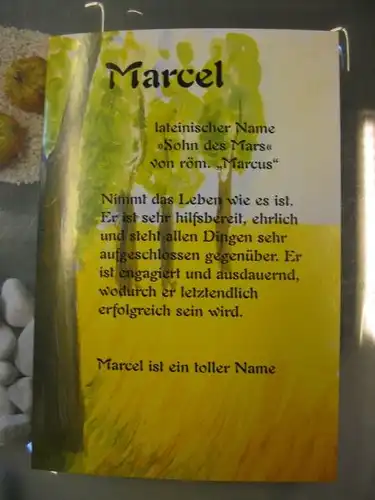 Marcel
lateinischer Name
»Sohn des Mars«
von röm. „Marcus“
Nimmt das Leben wie es ist.
Er ist sehr hilfsbereit, ehrlich
und steht allen Dingen sehr
aufgeschlossen gegenüber. Er
ist engagiert und ausdauernd,
wodurch er letztendlich
erfolgreich sein wird.
Marcel ist ein toller Name